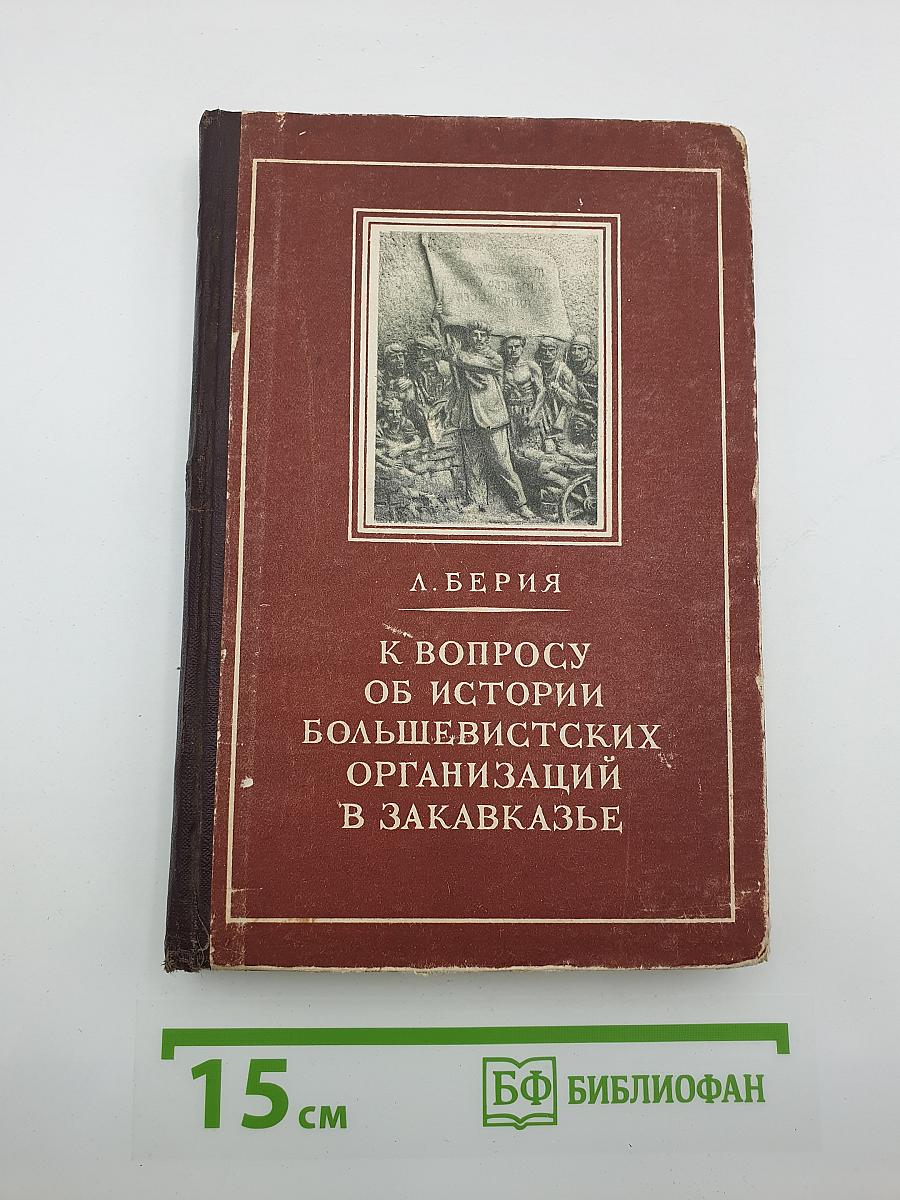 Л. БЕРИЯ
К ВОПРОСУ
ОБ ИСТОРИИ
БОЛЬШЕВИСТСКИХ
ОРГАНИЗАЦИЙ
В ЗАКАВКАЗЬЕ
15 см
БФ БИБЛИОФАН